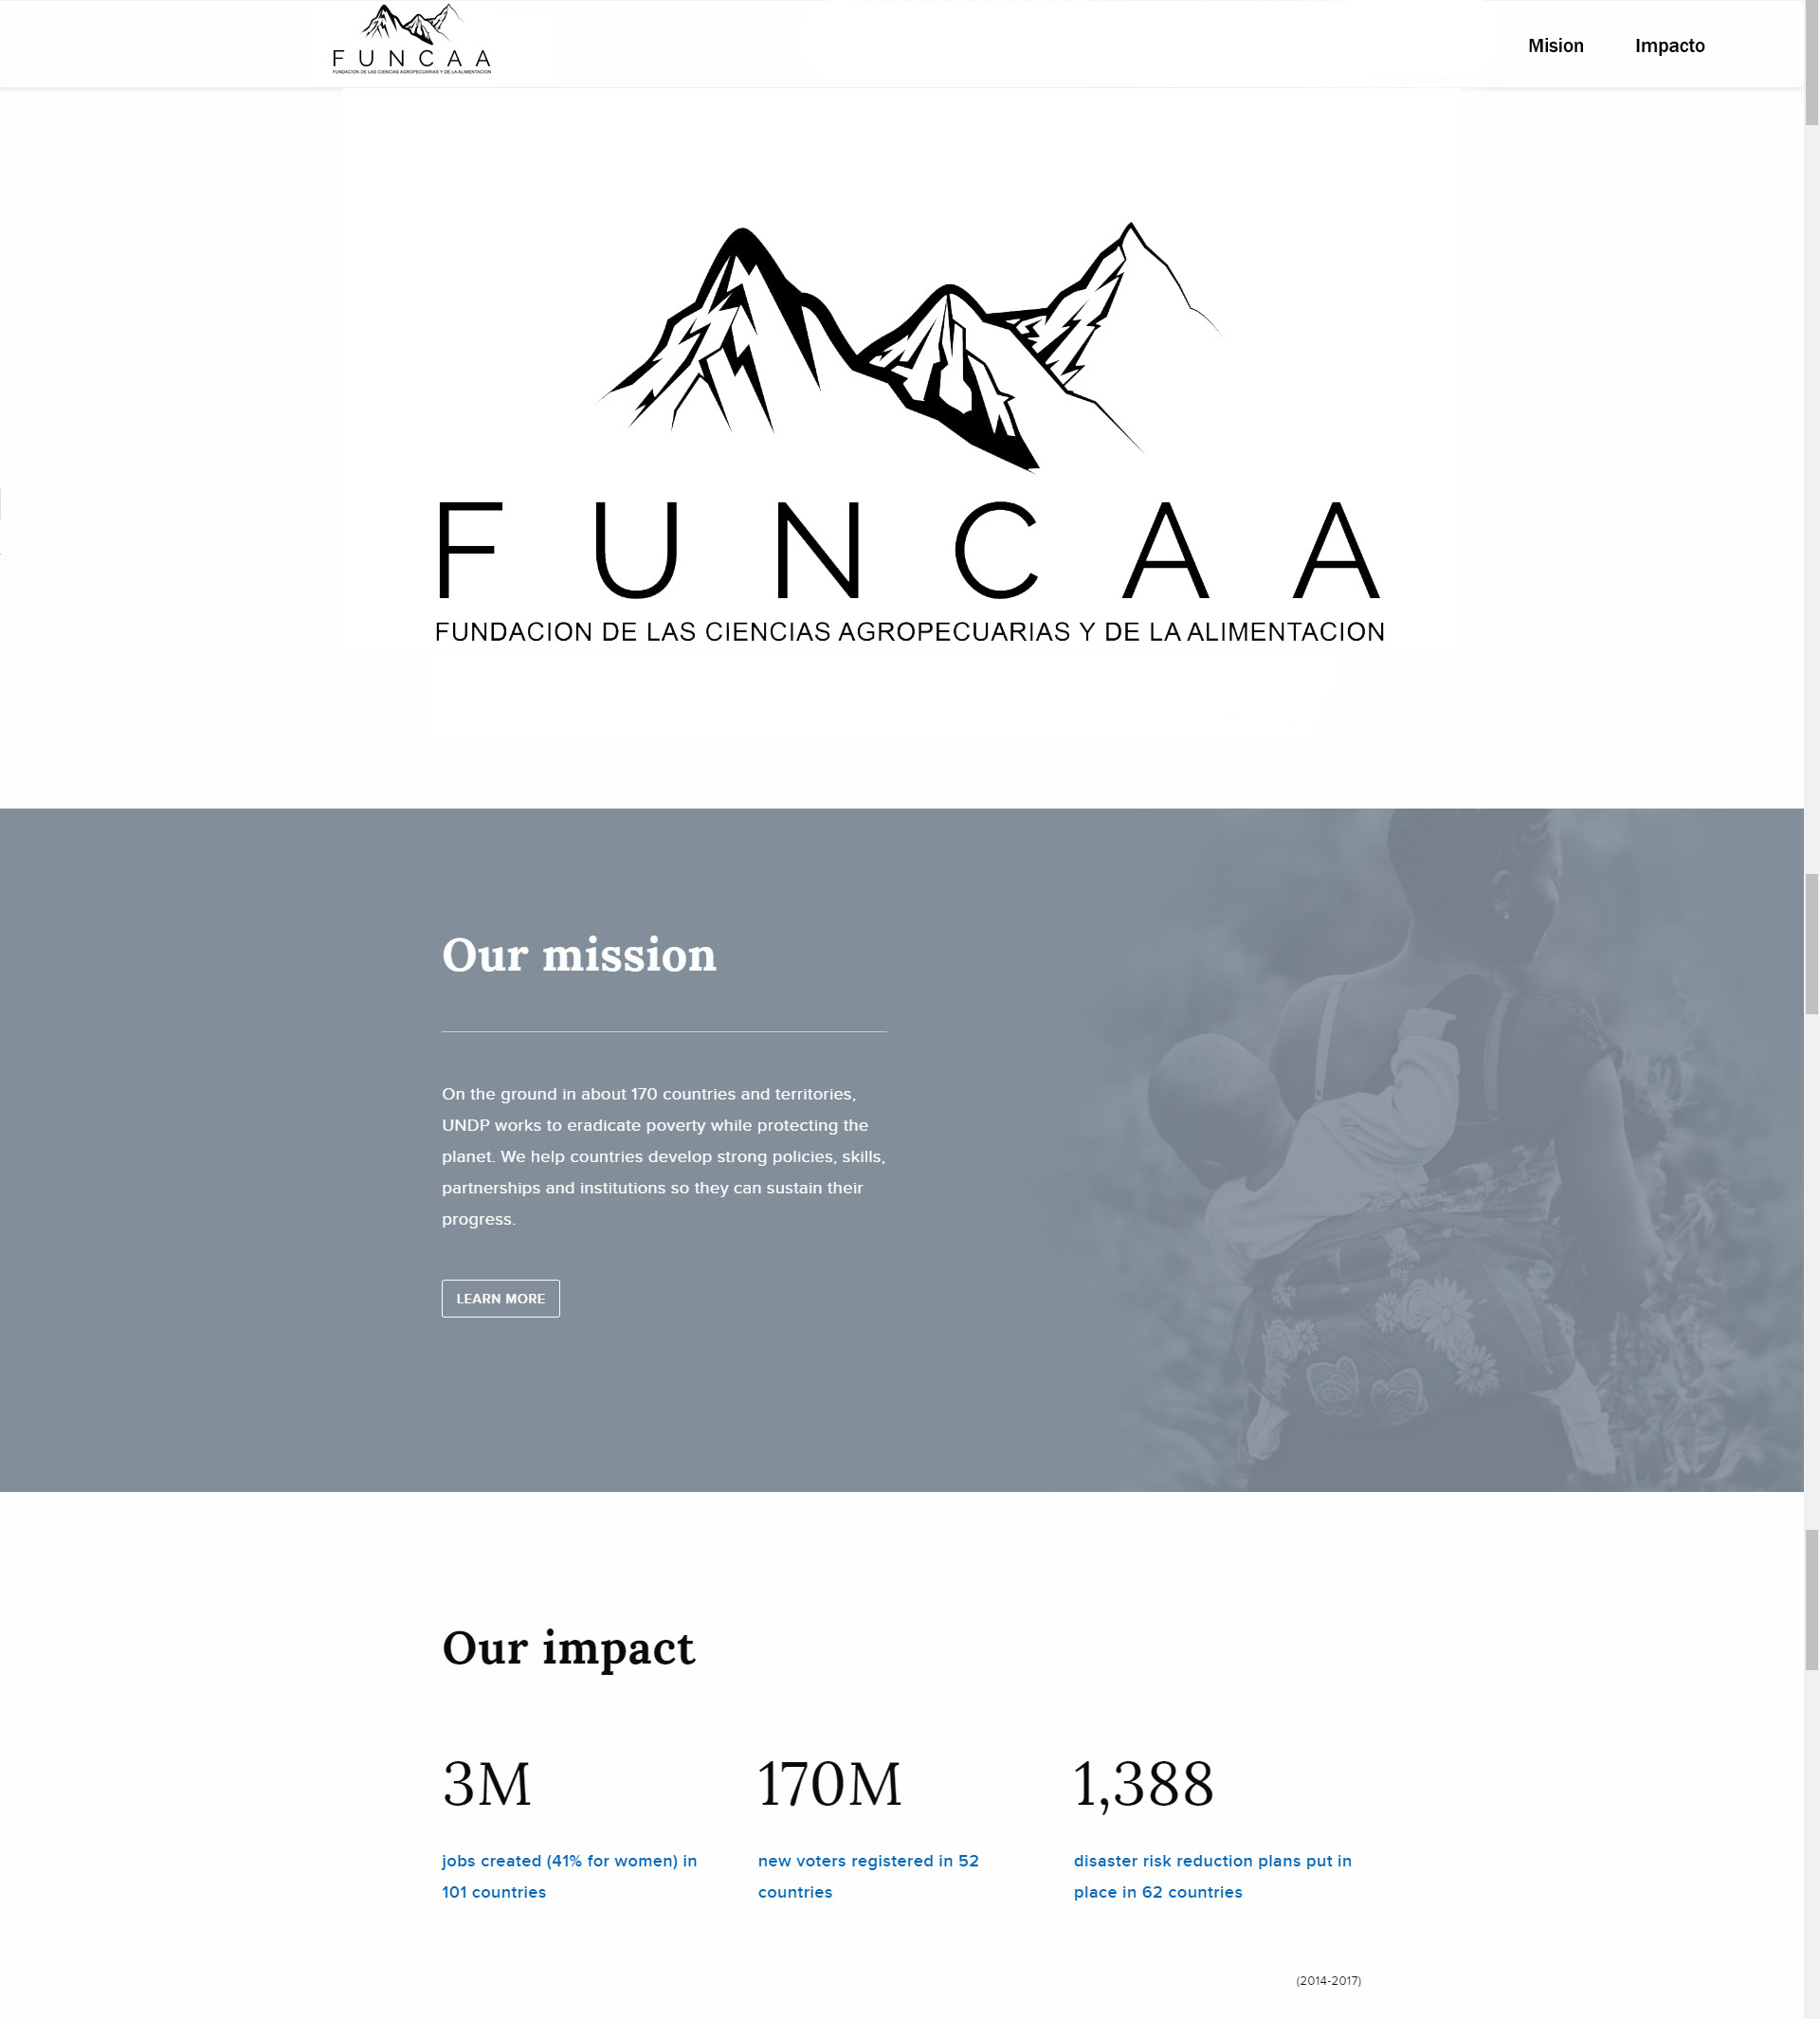 FUNCAA
FUNDACION DE LAS CIENCIAS AGROPECUARIAS Y DE LA ALIMENTACION
Mision
Impacto
FUNCAA
FUNDACION DE LAS CIENCIAS AGROPECUARIAS Y DE LA ALIMENTACION
Our mission
On the ground in about 170 countries and territories,
UNDP works to eradicate poverty while protecting the
planet. We help countries develop strong policies, skills,
partnerships and institutions so they can sustain their
progress.
LEARN MORE
Our impact
3M
jobs created (41% for women) in
101 countries
170M
new voters registered in 52
countries
1,388
disaster risk reduction plans put in
place in 62 countries
(2014-2017)